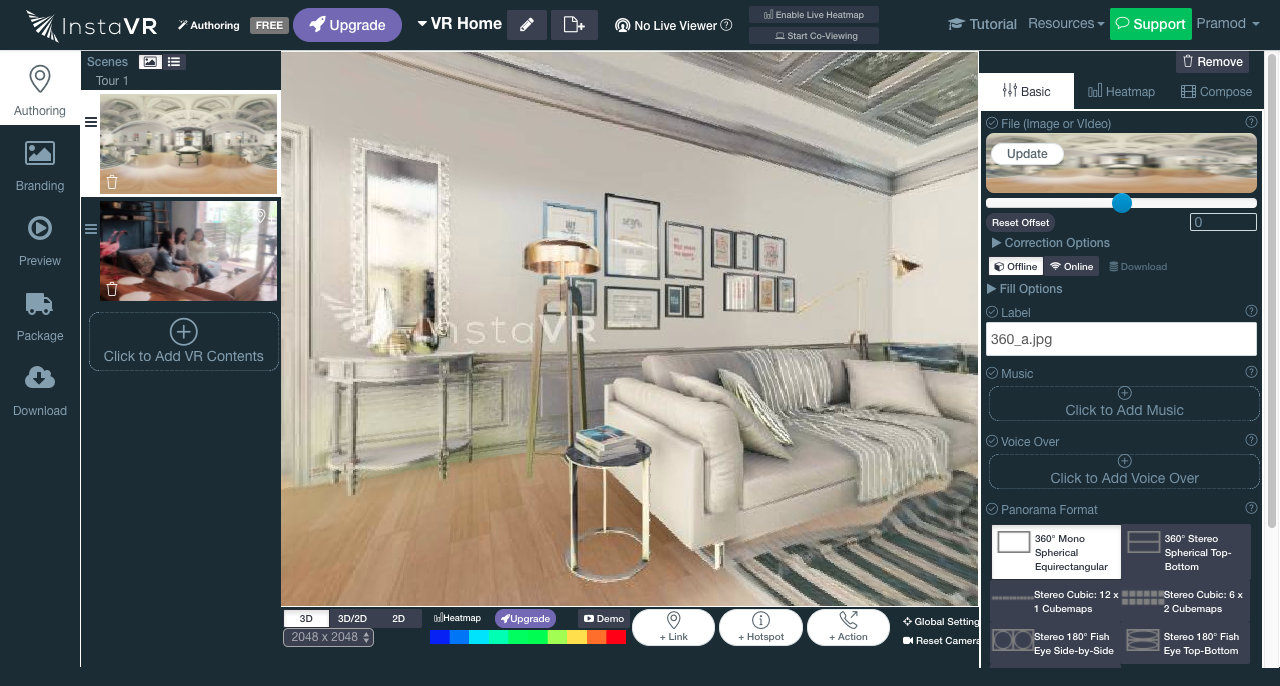 InstaVR
Authoring
FREE
Upgrade
VR Home
No Live Viewer
Enable Live Heatmap
Start Co-Viewing
Tutorial
Resources
Support
Pramod
Authoring
Branding
Preview
Package
Download
Scenes
Tour 1
Click to Add VR Contents
InstaVR
3D
3D/2D
2D
2048 x 2048
Heatmap
Upgrade
Demo
+ Link
+ Hotspot
+ Action
Global Setting
Reset Camera
Remove
Basic
Heatmap
Compose
File (Image or VIdeo)
Update
Reset Offset
0
Correction Options
Offline
Online
Download
Fill Options
Label
360_a.jpg
Music
Click to Add Music
Voice Over
Click to Add Voice Over
Panorama Format
360° Mono
Spherical
Equirectangular
360° Stereo
Spherical Top-
Bottom
Stereo Cubic: 12 x
1 Cubemaps
Stereo Cubic: 6 x
2 Cubemaps
Stereo 180° Fish
Eye Side-by-Side
Stereo 180° Fish
Eye Top-Bottom